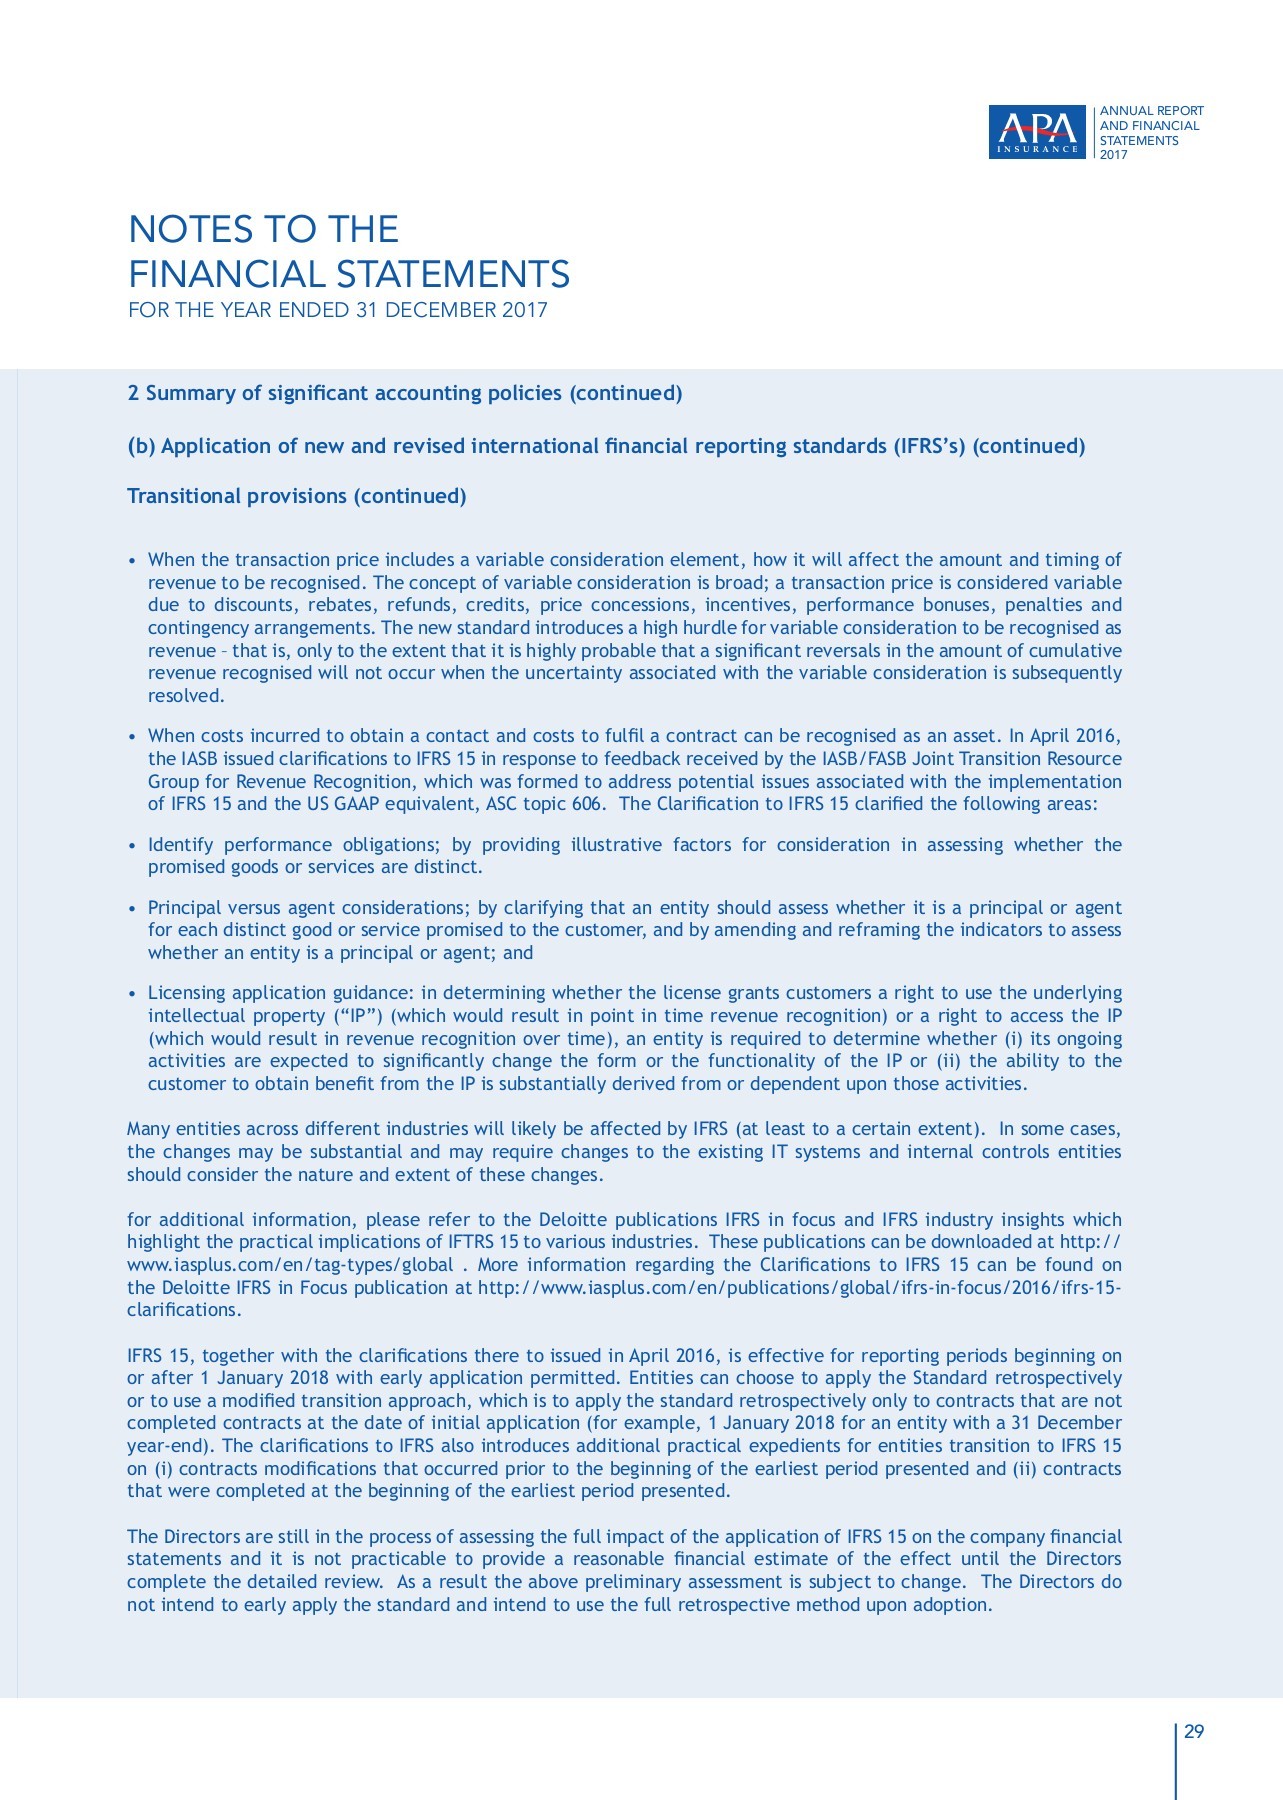 APA
INSURANCE
ANNUAL REPORT
AND FINANCIAL
STATEMENTS
2017
NOTES TO THE
FINANCIAL STATEMENTS
FOR THE YEAR ENDED 31 DECEMBER 2017
2 Summary of significant accounting policies (continued)
(b) Application of new and revised international financial reporting standards (IFRS’s) (continued)
Transitional provisions (continued)
• When the transaction price includes a variable consideration element, how it will affect the amount and timing of
revenue to be recognised. The concept of variable consideration is broad; a transaction price is considered variable
due to discounts, rebates, refunds, credits, price concessions, incentives, performance bonuses, penalties and
contingency arrangements. The new standard introduces a high hurdle for variable consideration to be recognised as
revenue – that is, only to the extent that it is highly probable that a significant reversals in the amount of cumulative
revenue recognised will not occur when the uncertainty associated with the variable consideration is subsequently
resolved.
• When costs incurred to obtain a contact and costs to fulfil a contract can be recognised as an asset. In April 2016,
the IASB issued clarifications to IFRS 15 in response to feedback received by the IASB/FASB Joint Transition Resource
Group for Revenue Recognition, which was formed to address potential issues associated with the implementation
of IFRS 15 and the US GAAP equivalent, ASC topic 606. The Clarification to IFRS 15 clarified the following areas:
• Identify performance obligations; by providing illustrative factors for consideration in assessing whether the
promised goods or services are distinct.
• Principal versus agent considerations; by clarifying that an entity should assess whether it is a principal or agent
for each distinct good or service promised to the customer, and by amending and reframing the indicators to assess
whether an entity is a principal or agent; and
• Licensing application guidance: in determining whether the license grants customers a right to use the underlying
intellectual property (“IP”) (which would result in point in time revenue recognition) or a right to access the IP
(which would result in revenue recognition over time), an entity is required to determine whether (i) its ongoing
activities are expected to significantly change the form or the functionality of the IP or (ii) the ability to the
customer to obtain benefit from the IP is substantially derived from or dependent upon those activities.
Many entities across different industries will likely be affected by IFRS (at least to a certain extent). In some cases,
the changes may be substantial and may require changes to the existing IT systems and internal controls entities
should consider the nature and extent of these changes.
for additional information, please refer to the Deloitte publications IFRS in focus and IFRS industry insights which
highlight the practical implications of IFTRS 15 to various industries. These publications can be downloaded at http://
www.iasplus.com/en/tag-types/global . More information regarding the Clarifications to IFRS 15 can be found on
the Deloitte IFRS in Focus publication at http://www.iasplus.com/en/publications/global/ifrs-in-focus/2016/ifrs-15-
clarifications.
IFRS 15, together with the clarifications there to issued in April 2016, is effective for reporting periods beginning on
or after 1 January 2018 with early application permitted. Entities can choose to apply the Standard retrospectively
or to use a modified transition approach, which is to apply the standard retrospectively only to contracts that are not
completed contracts at the date of initial application (for example, 1 January 2018 for an entity with a 31 December
year-end). The clarifications to IFRS also introduces additional practical expedients for entities transition to IFRS 15
on (i) contracts modifications that occurred prior to the beginning of the earliest period presented and (ii) contracts
that were completed at the beginning of the earliest period presented.
The Directors are still in the process of assessing the full impact of the application of IFRS 15 on the company financial
statements and it is not practicable to provide a reasonable financial estimate of the effect until the Directors
complete the detailed review. As a result the above preliminary assessment is subject to change. The Directors do
not intend to early apply the standard and intend to use the full retrospective method upon adoption.
29